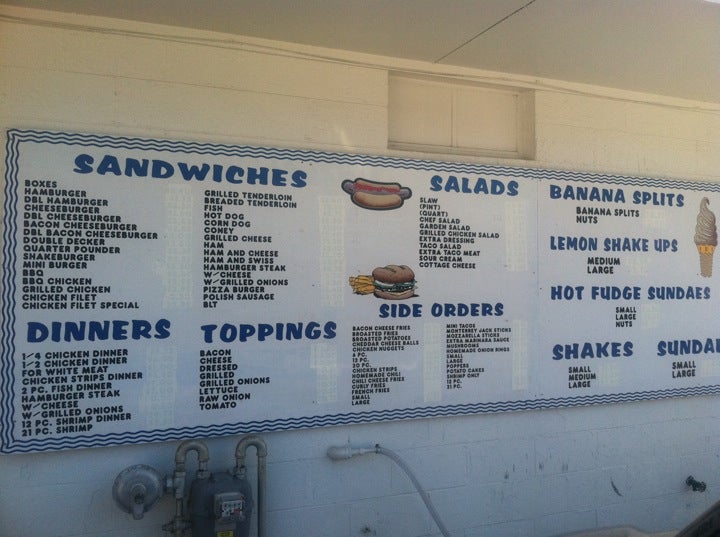 SANDWICHES
BOXES
HAMBURGER
DBL HAMBURGER
CHEESEBURGER
DBL CHEESEBURGER
BACON CHEESEBURGER
DBL BACON CHEESEBURGER
DOUBLE DECKER
QUARTER POUNDER
SHAKEBURGER
MINI BURGER
BBQ
BBQ CHICKEN
GRILLED CHICKEN
CHICKEN FILET
CHICKEN FILET SPECIAL
GRILLED TENDERLOIN
BREADED TENDERLOIN
FISH
HOT DOG
CORN DOG
CONEY
GRILLED CHEESE
HAM
HAM AND CHEESE
HAM AND SWISS
HAMBURGER STEAK
W/CHEESE
W/GRILLED ONIONS
PIZZA BURGER
POLISH SAUSAGE
BLT
SALADS
SLAW
(PINT)
(QUART)
CHEF SALAD
GARDEN SALAD
GRILLED CHICKEN SALAD
EXTRA DRESSING
TACO SALAD
EXTRA TACO MEAT
SOUR CREAM
COTTAGE CHEESE
BANANA SPLITS
BANANA SPLITS
NUTS
LEMON SHAKE UPS
MEDIUM
LARGE
HOT FUDGE SUNDAES
SMALL
LARGE
NUTS
DINNERS
1/4 CHICKEN DINNER
1/2 CHICKEN DINNER
OR WHITE MEAT
CHICKEN STRIPS DINNER
2 PC. FISH DINNER
HAMBURGER STEAK
W/CHEESE
W/GRILLED ONIONS
12 PC. SHRIMP DINNER
21 PC. SHRIMP
TOPPINGS
BACON
CHEESE
DRESSED
GRILLED
GRILLED ONIONS
LETTUCE
RAW ONION
TOMATO
SIDE ORDERS
BACON CHEESE FRIES
BROASTED FRIES
BROASTED POTATOES
CHEDDAR CHEESE BALLS
CHICKEN NUGGETS
6 PC.
12 PC.
20 PC.
CHICKEN STRIPS
HOMEMADE CHILI
CHILI CHEESE FRIES
CURLY FRIES
FRENCH FRIES
SMALL
LARGE
MINI TACOS
MONTEREY JACK STICKS
MOZZARELLA STICKS
EXTRA MARINARA SAUCE
MUSHROOMS
HOMEMADE ONION RINGS
SMALL
LARGE
POPPERS
POTATO CAKES
SHRIMP ONLY
12 PC.
21 PC.
SHAKES
SMALL
MEDIUM
LARGE
SUNDAE
SMALL
LARGE